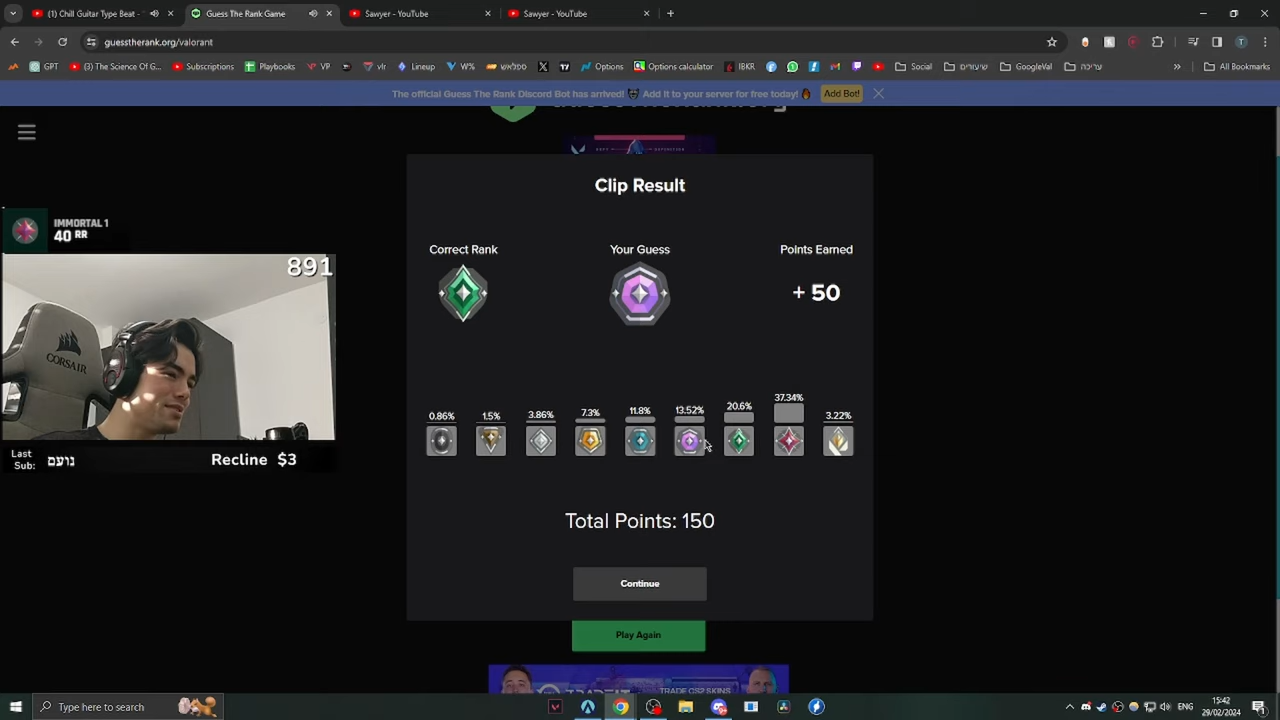 (1) Chill Guitar Type Beat -
Guess The Rank Game
Sawyer - YouTube
Sawyer - YouTube
guesstherank.org/valorant
GPT
(3) The Science Of G...
Subscriptions
Playbooks
VP
vlr
Lineup
W%
ספלאש
Options
Options calculator
IBKR
Social
שיעורים
GoogleVal
עריכה
»
All Bookmarks
The official Guess The Rank Discord Bot has arrived! Add it to your server for free today!
Add Bot!
Clip Result
IMMORTAL 1
40 RR
891
CORSAIR
Last Sub:
נועם
Recline $3
Correct Rank
Your Guess
Points Earned
+ 50
0.86%
1.5%
3.86%
7.3%
11.8%
13.52%
20.6%
37.34%
3.22%
Total Points: 150
Continue
Play Again
TRADE CS2 SKINS
Type here to search
15:42
29/02/2024